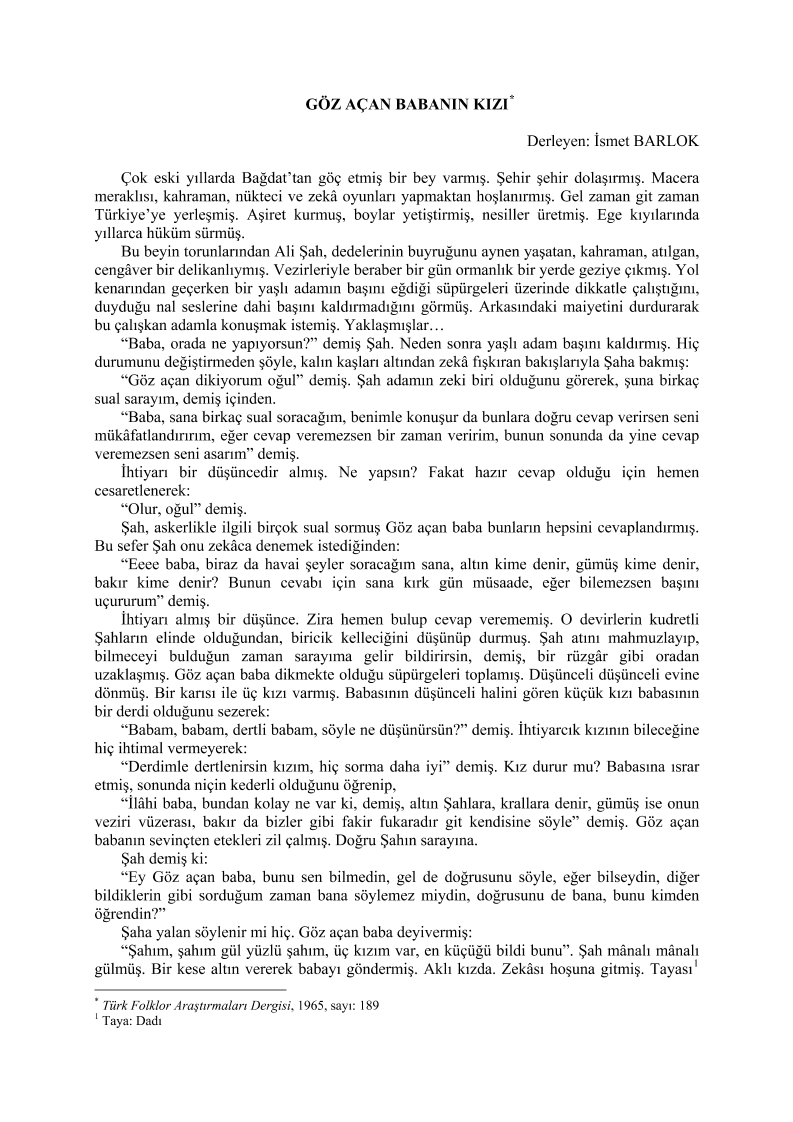 GÖZ AÇAN BABANIN KIZI*
Derleyen: İsmet BARLOK
Çok eski yıllarda Bağdat’tan göç etmiş bir bey varmış. Şehir şehir dolaşırmış. Macera
meraklısı, kahraman, nükteci ve zekâ oyunları yapmaktan hoşlanırmış. Gel zaman git zaman
Türkiye’ye yerleşmiş. Aşiret kurmuş, boylar yetiştirmiş, nesiller üretmiş. Ege kıyılarında
yıllarca hüküm sürmüş.
Bu beyin torunlarından Ali Şah, dedelerinin buyruğunu aynen yaşatan, kahraman, atılgan,
cengâver bir delikanlıymış. Vezirleriyle beraber bir gün ormanlık bir yerde geziye çıkmış. Yol
kenarından geçerken bir yaşlı adamın başını eğdiği süpürgeleri üzerinde dikkatle çalıştığını,
duyduğu nal seslerine dahi başını kaldırmadığını görmüş. Arkasındaki maiyetini durdurarak
bu çalışkan adamla konuşmak istemiş. Yaklaşmışlar…
“Baba, orada ne yapıyorsun?” demiş Şah. Neden sonra yaşlı adam başını kaldırmış. Hiç
durumunu değiştirmeden şöyle, kalın kaşları altından zekâ fışkıran bakışlarıyla Şaha bakmış:
“Göz açan dikiyorum oğul” demiş. Şah adamın zeki biri olduğunu görerek, şuna birkaç
sual sarayım, demiş içinden.
“Baba, sana birkaç sual soracağım, benimle konuşur da bunlara doğru cevap verirsen seni
mükâfatlandırırım, eğer cevap veremezsen bir zaman veririm, bunun sonunda da yine cevap
veremezsen seni asarım” demiş.
İhtiyarı bir düşüncedir almış. Ne yapsın? Fakat hazır cevap olduğu için hemen
cesaretlenerek:
“Olur, oğul” demiş.
Şah, askerlikle ilgili birçok sual sormuş Göz açan baba bunların hepsini cevaplandırmış.
Bu sefer Şah onu zekâca denemek istediğinden:
“Eeee baba, biraz da havai şeyler soracağım sana, altın kime denir, gümüş kime denir,
bakır kime denir? Bunun cevabı için sana kırk gün müsaade, eğer bilemezsen başını
uçururum” demiş.
İhtiyarı almış bir düşünce. Zira hemen bulup cevap verememiş. O devirlerin kudretli
Şahların elinde olduğundan, biricik kelleciğini düşünüp durmuş. Şah atını mahmuzlayıp,
bilmeceyi bulduğun zaman sarayıma gelir bildirirsin, demiş, bir rüzgâr gibi oradan
uzaklaşmış. Göz açan baba dikmekte olduğu süpürgeleri toplamış. Düşünceli düşünceli evine
dönmüş. Bir karısı ile üç kızı varmış. Babasının düşünceli halini gören küçük kızı babasının
bir derdi olduğunu sezerek:
“Babam, babam, dertli babam, söyle ne düşünürsün?” demiş. İhtiyarcık kızının bileceğine
hiç ihtimal vermeyerek:
“Derdimle dertlenirsin kızım, hiç sorma daha iyi” demiş. Kız durur mu? Babasına ısrar
etmiş, sonunda niçin kederli olduğunu öğrenip,
“İlâhi baba, bundan kolay ne var ki, demiş, altın Şahlara, krallara denir, gümüş ise onun
veziri vüzerası, bakır da bizler gibi fakir fukaradır git kendisine söyle” demiş. Göz açan
babanın sevinçten etekleri zil çalmış. Doğru Şahın sarayına.
Şah demiş ki:
“Ey Göz açan baba, bunu sen bilmedin, gel de doğrusunu söyle, eğer bilseydin, diğer
bildiklerin gibi sorduğum zaman bana söylemez miydin, doğrusunu de bana, bunu kimden
öğrendin?”
Şaha yalan söylenir mi hiç. Göz açan baba deyivermiş:
“Şahım, şahım gül yüzlü şahım, üç kızım var, en küçüğü bildi bunu”. Şah mânalı mânalı
gülmüş. Bir kese altın vererek babayı göndermiş. Aklı kızda. Zekâsı hoşuna gitmiş. Tayası1
* Türk Folklor Araştırmaları Dergisi, 1965, sayı: 189
1 Taya: Dadı